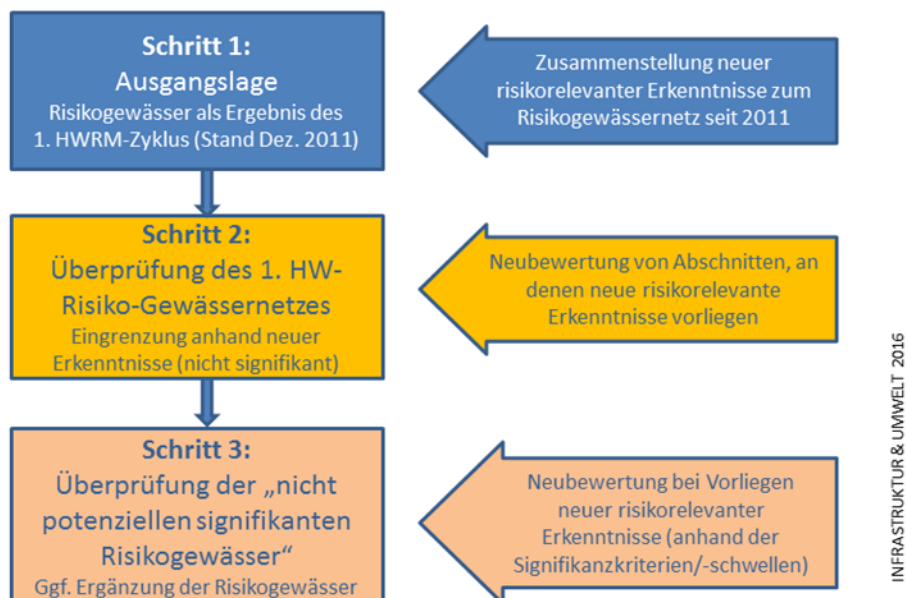 Schritt 1:
Ausgangslage
Risikogewässer als Ergebnis des
1. HWRM-Zyklus (Stand Dez. 2011)
Zusammenstellung neuer
risikorelevanter Erkenntnisse zum
Risikogewässernetz seit 2011
Schritt 2:
Überprüfung des 1. HW-
Risiko-Gewässernetzes
Eingrenzung anhand neuer
Erkenntnisse (nicht signifikant)
Neubewertung von Abschnitten, an
denen neue risikorelevante
Erkenntnisse vorliegen
Schritt 3:
Überprüfung der „nicht
potenziellen signifikanten
Risikogewässer“
Ggf. Ergänzung der Risikogewässer
Neubewertung bei Vorliegen
neuer risikorelevanter
Erkenntnisse (anhand der
Signifikanzkriterien/-schwellen)
INFRASTRUKTUR & UMWELT 2016